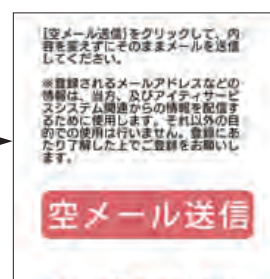 [空メール送信]をクリックして、内
容を変えずにそのままメールを送信
してください。
※登録されるメールアドレスなどの
情報は、当方、及びアイティサービ
スシステム関連からの情報を配信す
るために使用します。それ以外の目
的での使用は行いません。登録にあ
たり了解した上でご登録をお願いし
ます。
空メール送信